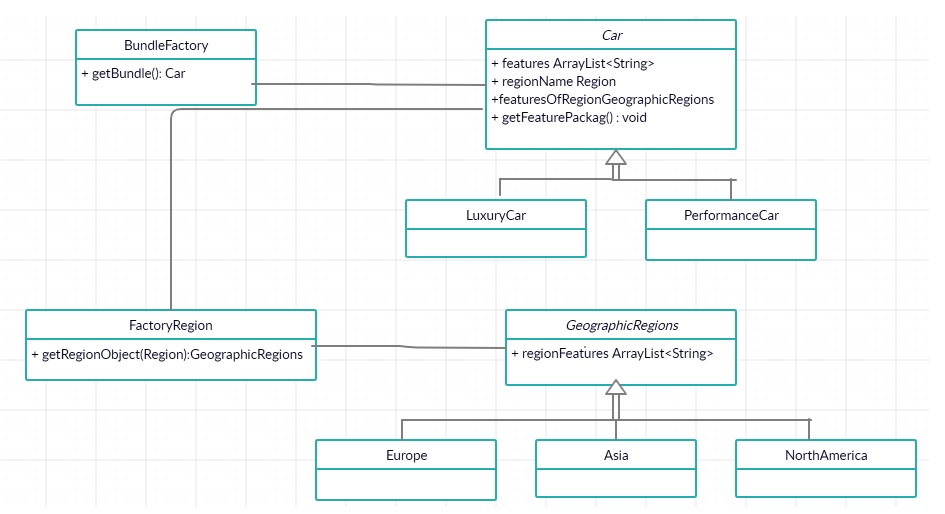 BundleFactory
+ getBundle(): Car
Car
+ features ArrayList<String>
+ regionName Region
+featuresOfRegionGeographicRegions
+ getFeaturePackag() : void
LuxuryCar
PerformanceCar
FactoryRegion
+ getRegionObject(Region):GeographicRegions
GeographicRegions
+ regionFeatures ArrayList<String>
Europe
Asia
NorthAmerica